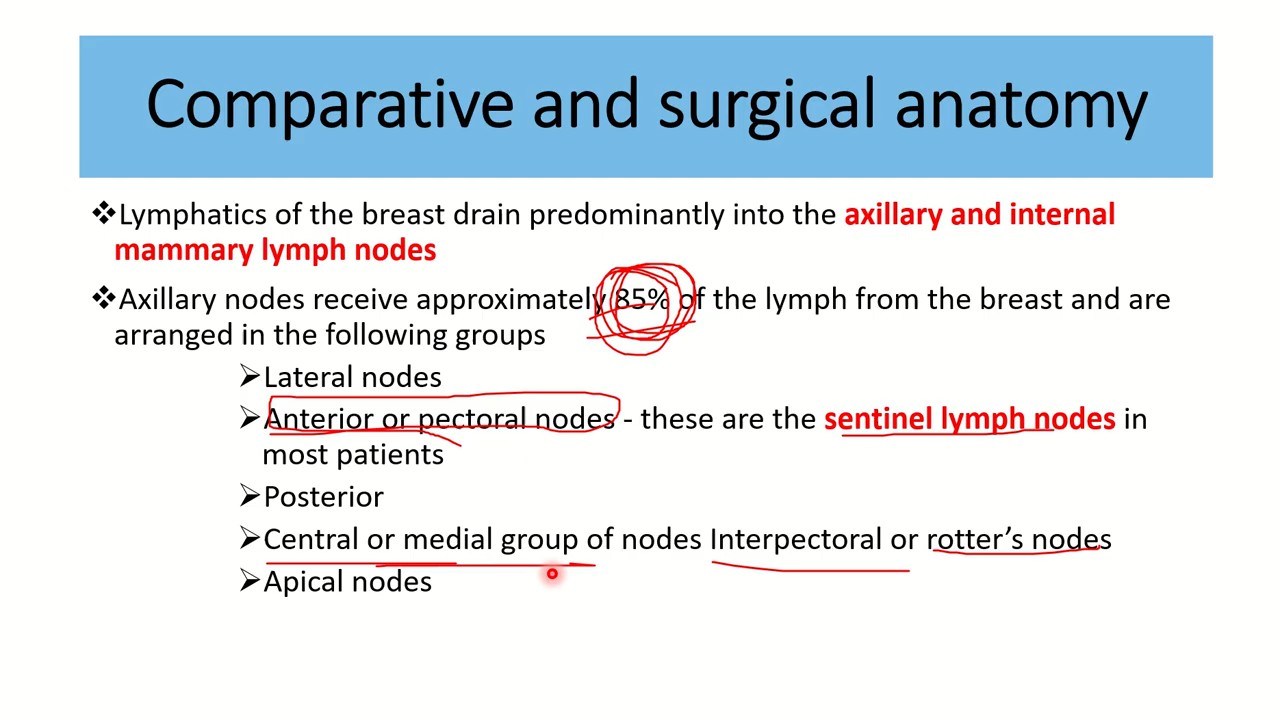 Comparative and surgical anatomy
❖Lymphatics of the breast drain predominantly into the axillary and internal
mammary lymph nodes
❖Axillary nodes receive approximately 85% of the lymph from the breast and are
arranged in the following groups
➢Lateral nodes
➢Anterior or pectoral nodes - these are the sentinel lymph nodes in
most patients
➢Posterior
➢Central or medial group of nodes Interpectoral or rotter’s nodes
➢Apical nodes